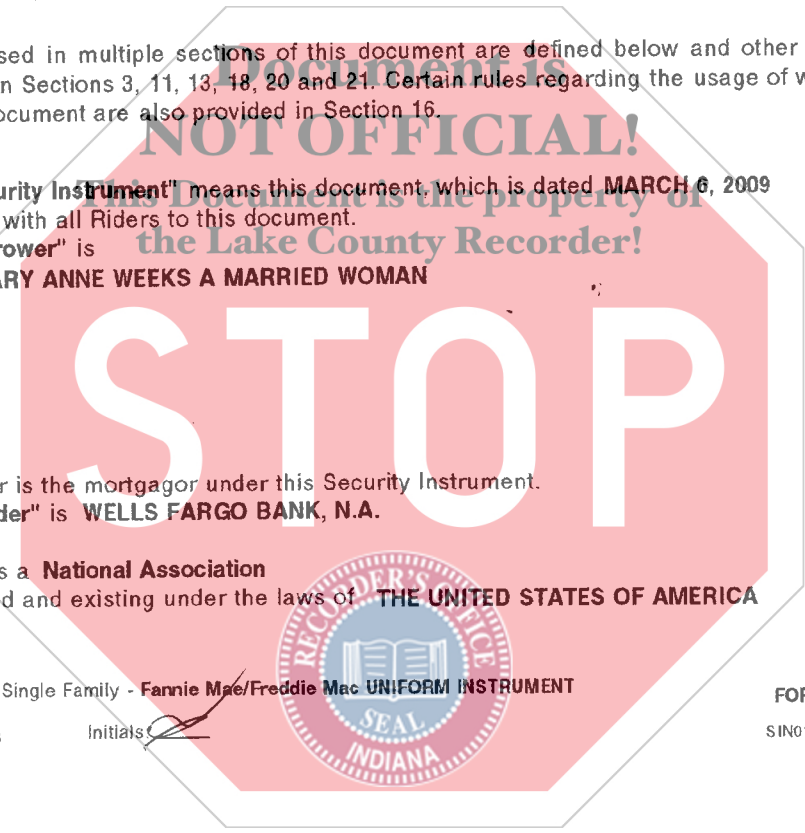 sed in multiple sections of this document are defined below and other
n Sections 3, 11, 13, 18, 20 and 21. Certain rules regarding the usage of w
ocument are also provided in Section 16.
Document is
NOT OFFICIAL!
This Document is the property of
the Lake County Recorder!
urity Instrument" means this document, which is dated MARCH 6, 2009
with all Riders to this document.
rower" is
ARY ANNE WEEKS A MARRIED WOMAN
STOP
r is the mortgagor under this Security Instrument.
der" is WELLS FARGO BANK, N.A.
s a National Association
d and existing under the laws of THE UNITED STATES OF AMERICA
RECORDER'S OFFICE
SEAL
INDIANA
Single Family - Fannie Mae/Freddie Mac UNIFORM INSTRUMENT
FOR
Initials:
SIN0